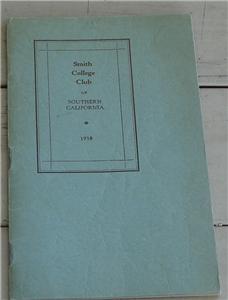 Smith
College
Club
OF
SOUTHERN
CALIFORNIA
1938